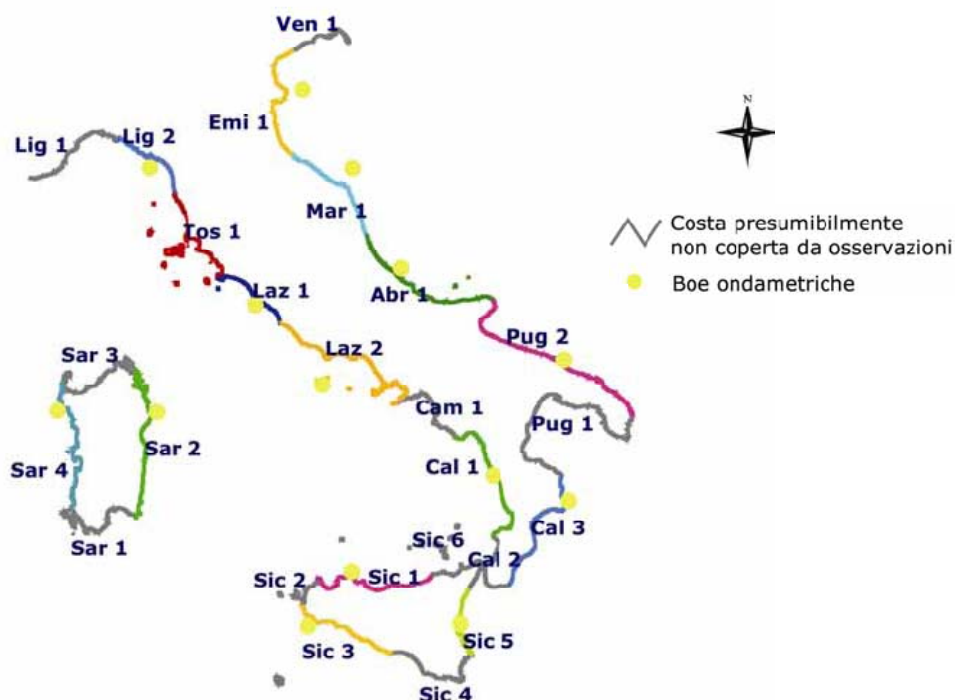 Ven 1
N
Emi 1
Lig 1
Lig 2
Mar 1
Tos 1
Costa presumibilmente
non coperta da osservazioni
Boe ondametriche
Laz 1
Abr 1
Pug 2
Laz 2
Sar 3
Cam 1
Pug 1
Sar 2
Sar 4
Cal 1
Cal 3
Sar 1
Sic 6
Cal 2
Sic 2
Sic 1
Sic 5
Sic 3
Sic 4